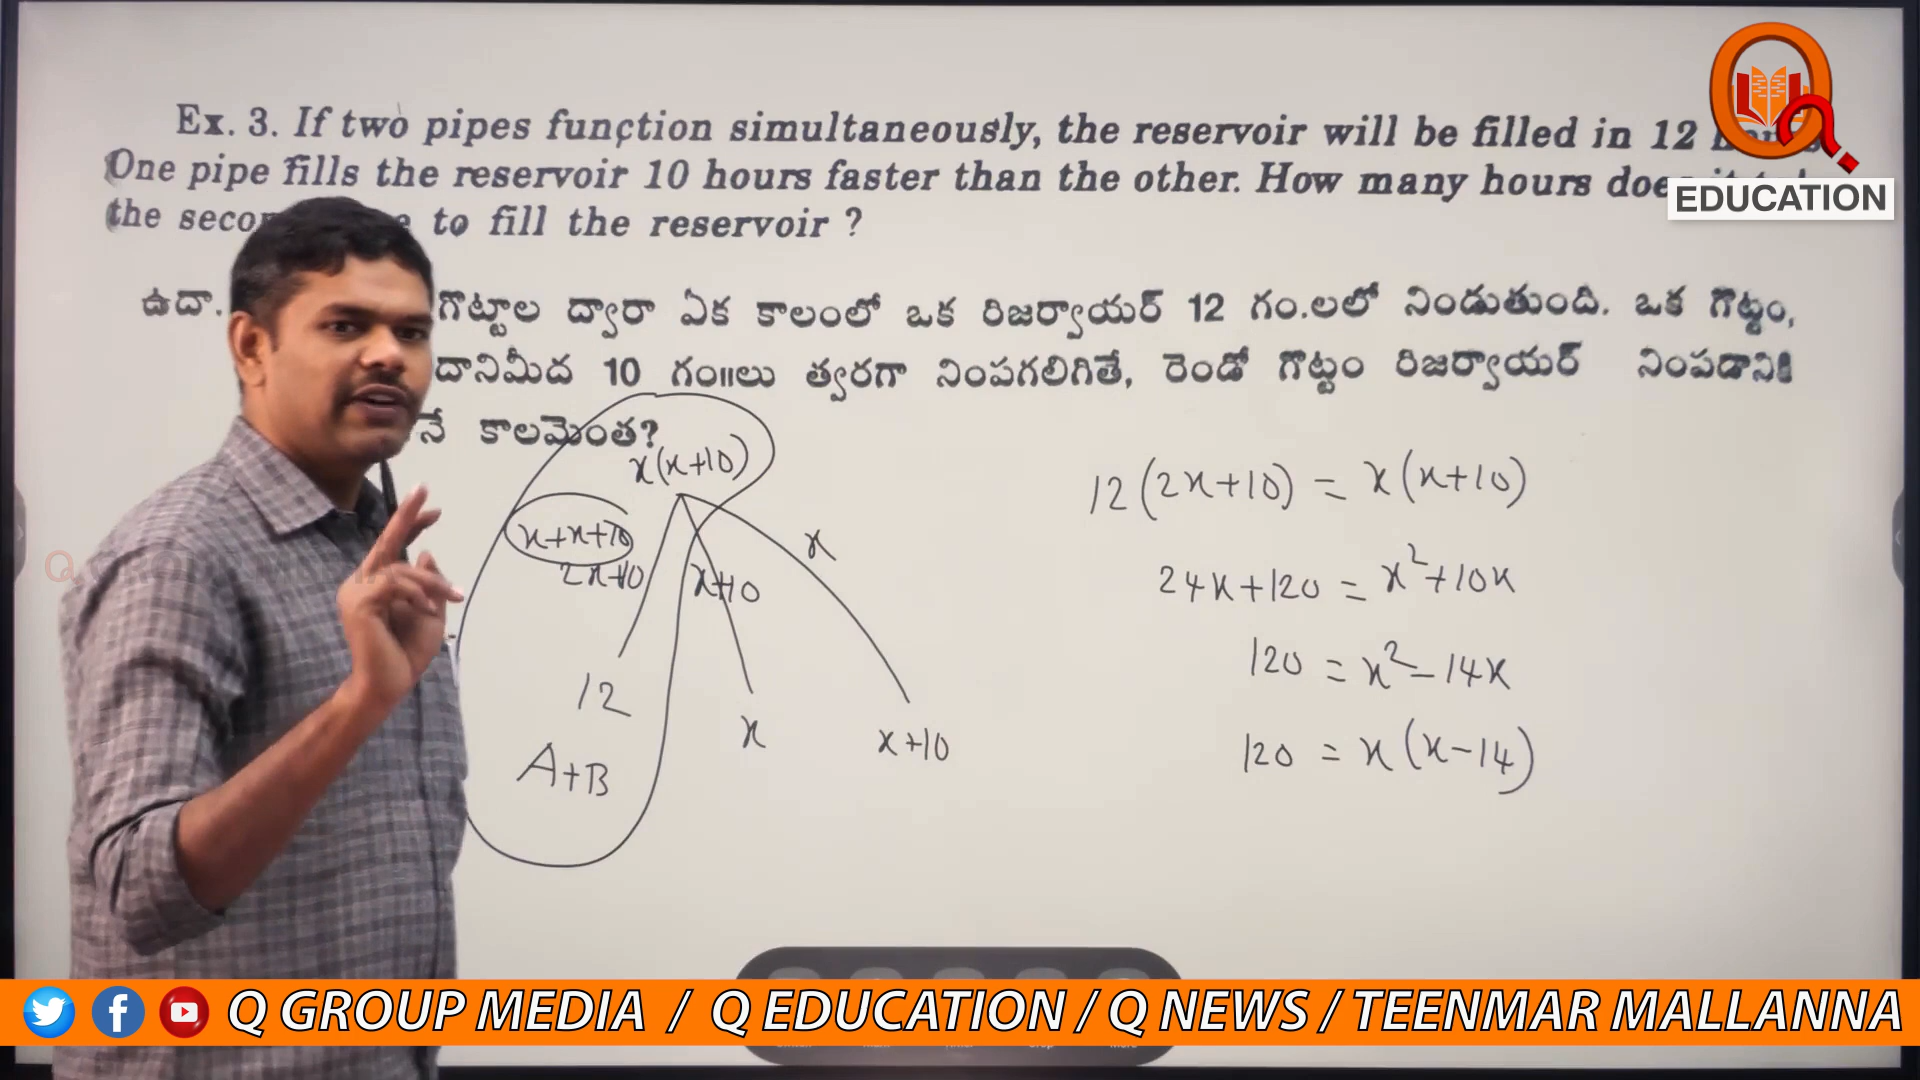 Ex. 3. If two pipes function simultaneously, the reservoir will be filled in 12
One pipe fills the reservoir 10 hours faster than the other. How many hours
the to fill the reservoir ?
ఉదా. గొట్టాల ద్వారా ఏక కాలంలో ఒక రిజర్వాయర్ 12 గం.లలో నిండుతుంది. ఒక గొట్టం,
దానిమీద 10 గంııలు త్వరగా నింపగలిగితే, రెండో గొట్టం రిజర్వాయర్ నింపడానికి
కాలమెంత?
x(x+10)
x+x+10
2x+10
x+10
x
12
x
x+10
A+B
12(2x+10) = x(x+10)
24x+120 = x²+10x
120 = x²-14x
120 = x(x-14)
EDUCATION
Q GROUP MEDIA / Q EDUCATION / Q NEWS / TEENMAR MALLANNA